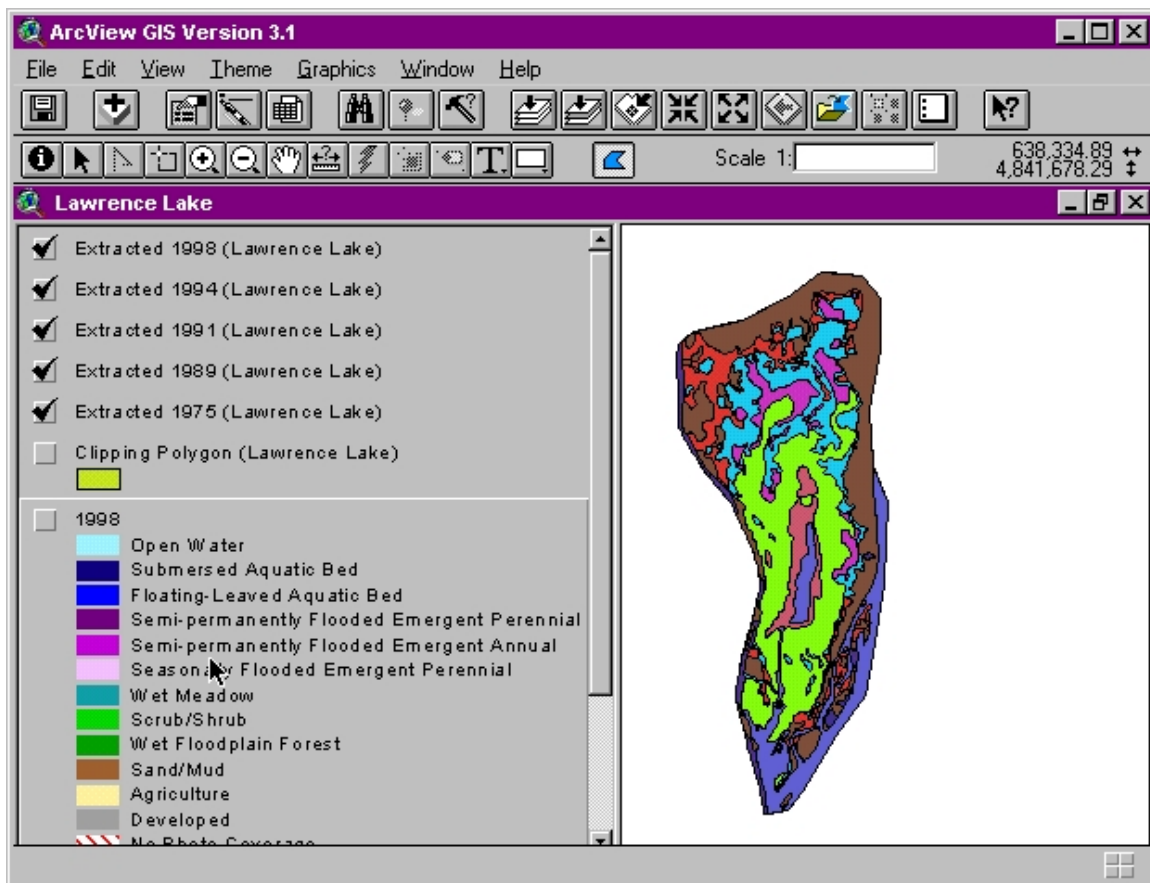 ArcView GIS Version 3.1
File Edit View Theme Graphics Window Help
Scale 1:
638,334.89
4,841,678.29
Lawrence Lake
Extracted 1998 (Lawrence Lake)
Extracted 1994 (Lawrence Lake)
Extracted 1991 (Lawrence Lake)
Extracted 1989 (Lawrence Lake)
Extracted 1975 (Lawrence Lake)
Clipping Polygon (Lawrence Lake)
1998
Open Water
Submersed Aquatic Bed
Floating-Leaved Aquatic Bed
Semi-permanently Flooded Emergent Perennial
Semi-permanently Flooded Emergent Annual
Seasonally Flooded Emergent Perennial
Wet Meadow
Scrub/Shrub
Wet Floodplain Forest
Sand/Mud
Agriculture
Developed
No Photo Coverage